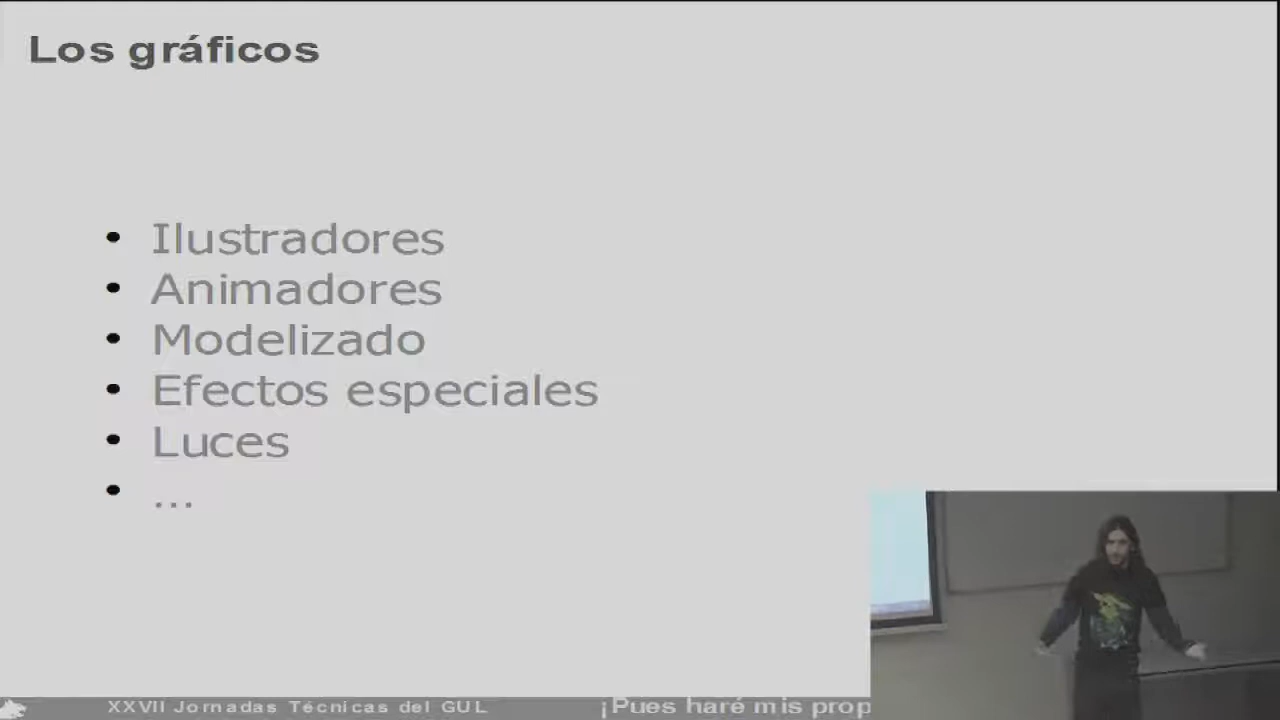 Los gráficos
• Ilustradores
• Animadores
• Modelizado
• Efectos especiales
• Luces
• ...
XXVII Jornadas Técnicas del GUL
¡Pues haré mis prop